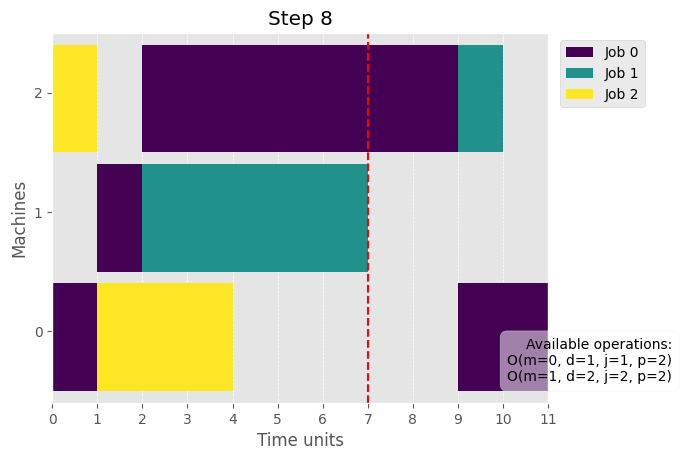 Step 8
Job 0
Job 1
Job 2
Machines
2
1
0
Available operations:
O(m=0, d=1, j=1, p=2)
O(m=1, d=2, j=2, p=2)
0 1 2 3 4 5 6 7 8 9 10 11
Time units